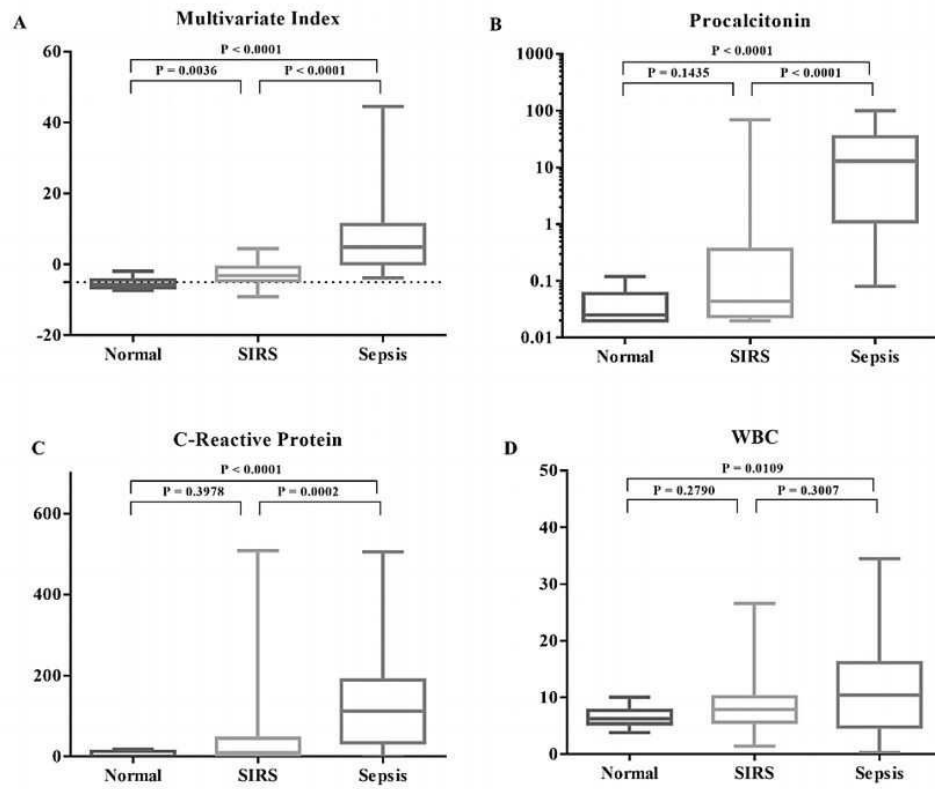 A
Multivariate Index
60
40
20
0
-20
P < 0.0001
P = 0.0036
P < 0.0001
Normal
SIRS
Sepsis
B
Procalcitonin
1000
100
10
1
0.1
0.01
P < 0.0001
P = 0.1435
P < 0.0001
Normal
SIRS
Sepsis
C
C-Reactive Protein
600
400
200
0
P < 0.0001
P = 0.3978
P = 0.0002
Normal
SIRS
Sepsis
D
WBC
50
40
30
20
10
0
P = 0.0109
P = 0.2790
P = 0.3007
Normal
SIRS
Sepsis